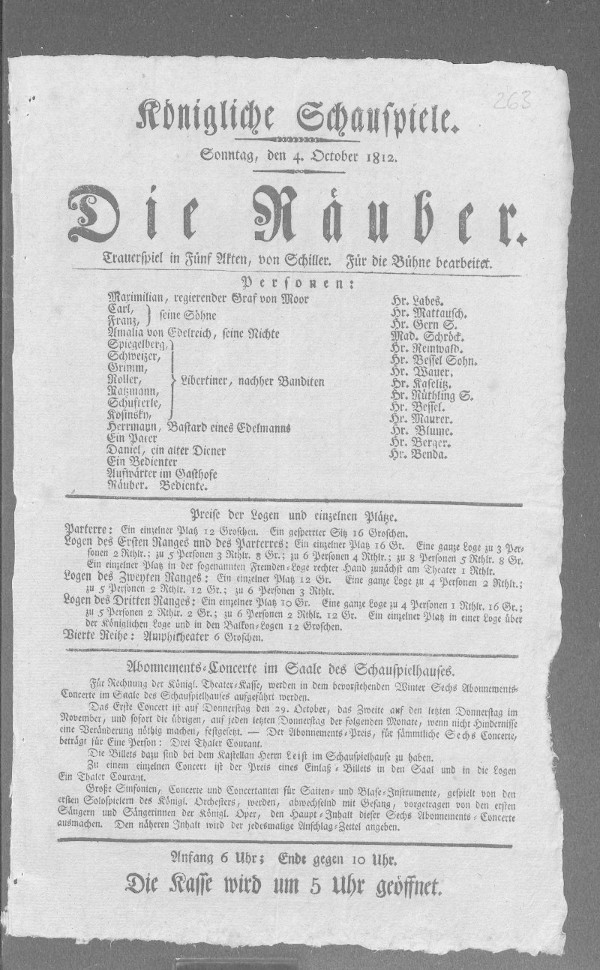 263
Königliche Schauspiele.
Sonntag, den 4. October 1812.
Die Räuber.
Trauerspiel in Fünf Akten, von Schiller. Für die Bühne bearbeitet.
Personen:
Maximilian, regierender Graf von Moor Hr. Labes.
Carl, } seine Söhne Hr. Mattausch.
Franz, Hr. Gern S.
Amalia von Edelreich, seine Nichte Mad. Schröck.
Spiegelberg, Hr. Reinwald.
Schweizer, Hr. Bessel Sohn.
Grimm, Hr. Wauer.
Roller, } Libertiner, nachher Banditen Hr. Kaselitz.
Razmann, Hr. Rüthling S.
Schufterle, Hr. Bessel.
Kosinsky, Hr. Maurer.
Herrmann, Bastard eines Edelmanns Hr. Blume.
Ein Pater Hr. Berger.
Daniel, ein alter Diener Hr. Benda.
Ein Bedienter
Aufwärter im Gasthofe
Räuber. Bediente.
Preise der Logen und einzelnen Plätze.
Parterre: Ein einzelner Platz 12 Groschen. Ein gesperrter Sitz 16 Groschen.
Logen des Ersten Ranges und des Parterres: Ein einzelner Platz 16 Gr. Eine ganze Loge zu 3 Per-
sonen 2 Rthlr.; zu 5 Personen 3 Rthlr. 8 Gr.; zu 6 Personen 4 Rthlr.; zu 8 Personen 5 Rthlr. 8 Gr.
Ein einzelner Platz in der sogenannten Fremden-Loge rechter Hand zunächst am Theater 1 Rthlr.
Logen des Zweyten Ranges: Ein einzelner Platz 12 Gr. Eine ganze Loge zu 4 Personen 2 Rthlr.;
zu 5 Personen 2 Rthlr. 12 Gr.; zu 6 Personen 3 Rthlr.
Logen des Dritten Ranges: Ein einzelner Platz 10 Gr. Eine ganze Loge zu 4 Personen 1 Rthlr. 16 Gr.;
zu 5 Personen 2 Rthlr. 2 Gr.; zu 6 Personen 2 Rthlr. 12 Gr. Ein einzelner Platz in einer Loge über
der Königlichen Loge und in den Balkon-Logen 12 Groschen.
Vierte Reihe: Amphitheater 6 Groschen.
Abonnements-Concerte im Saale des Schauspielhauses.
Für Rechnung der Königl. Theater-Kasse, werden in dem bevorstehenden Winter Sechs Abonnements-
Concerte im Saale des Schauspielhauses aufgeführt werden.
Das Erste Concert ist auf Donnerstag den 29. October, das Zweite auf den letzten Donnerstag im
November, und sofort die übrigen, auf jeden letzten Donnerstag der folgenden Monate, wenn nicht Hindernisse
eine Veränderung nöthig machen, festgesetzt. — Der Abonnements-Preis, für sämmtliche Sechs Concerte,
beträgt für Eine Person: Drei Thaler Courant.
Die Billets dazu sind bei dem Kastellan Herrn Leist im Schauspielhause zu haben.
Zu einem einzelnen Concert ist der Preis eines Einlaß-Billets in den Saal und in die Logen
Ein Thaler Courant.
Große Sinfonien, Concerte und Concertanten für Saiten- und Blase-Instrumente, gespielt von den
ersten Solospielern des Königl. Orchesters, werden, abwechselnd mit Gesang, vorgetragen von den ersten
Sängern und Sängerinnen der Königl. Oper, den Haupt-Inhalt dieser Sechs Abonnements-Concerte
ausmachen. Den näheren Inhalt wird der jedesmalige Anschlag-Zettel angeben.
Anfang 6 Uhr; Ende gegen 10 Uhr.
Die Kasse wird um 5 Uhr geöffnet.